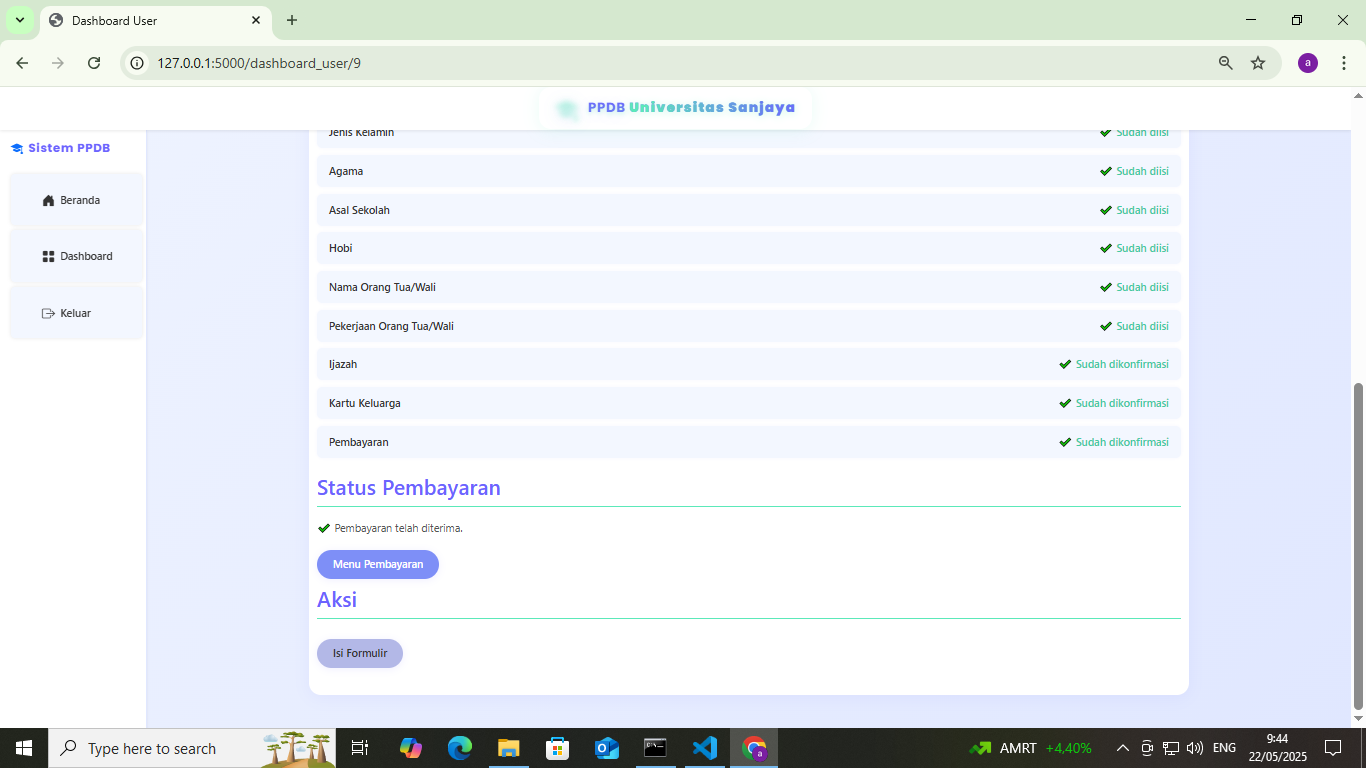 Dashboard User
127.0.0.1:5000/dashboard_user/9
a
PPDB Universitas Sanjaya
Sistem PPDB
Beranda
Dashboard
Keluar
Jenis Kelamin Sudah diisi
Agama Sudah diisi
Asal Sekolah Sudah diisi
Hobi Sudah diisi
Nama Orang Tua/Wali Sudah diisi
Pekerjaan Orang Tua/Wali Sudah diisi
Ijazah Sudah dikonfirmasi
Kartu Keluarga Sudah dikonfirmasi
Pembayaran Sudah dikonfirmasi
Status Pembayaran
Pembayaran telah diterima.
Menu Pembayaran
Aksi
Isi Formulir
Type here to search
a
AMRT +4,40%
ENG
9:44
22/05/2025